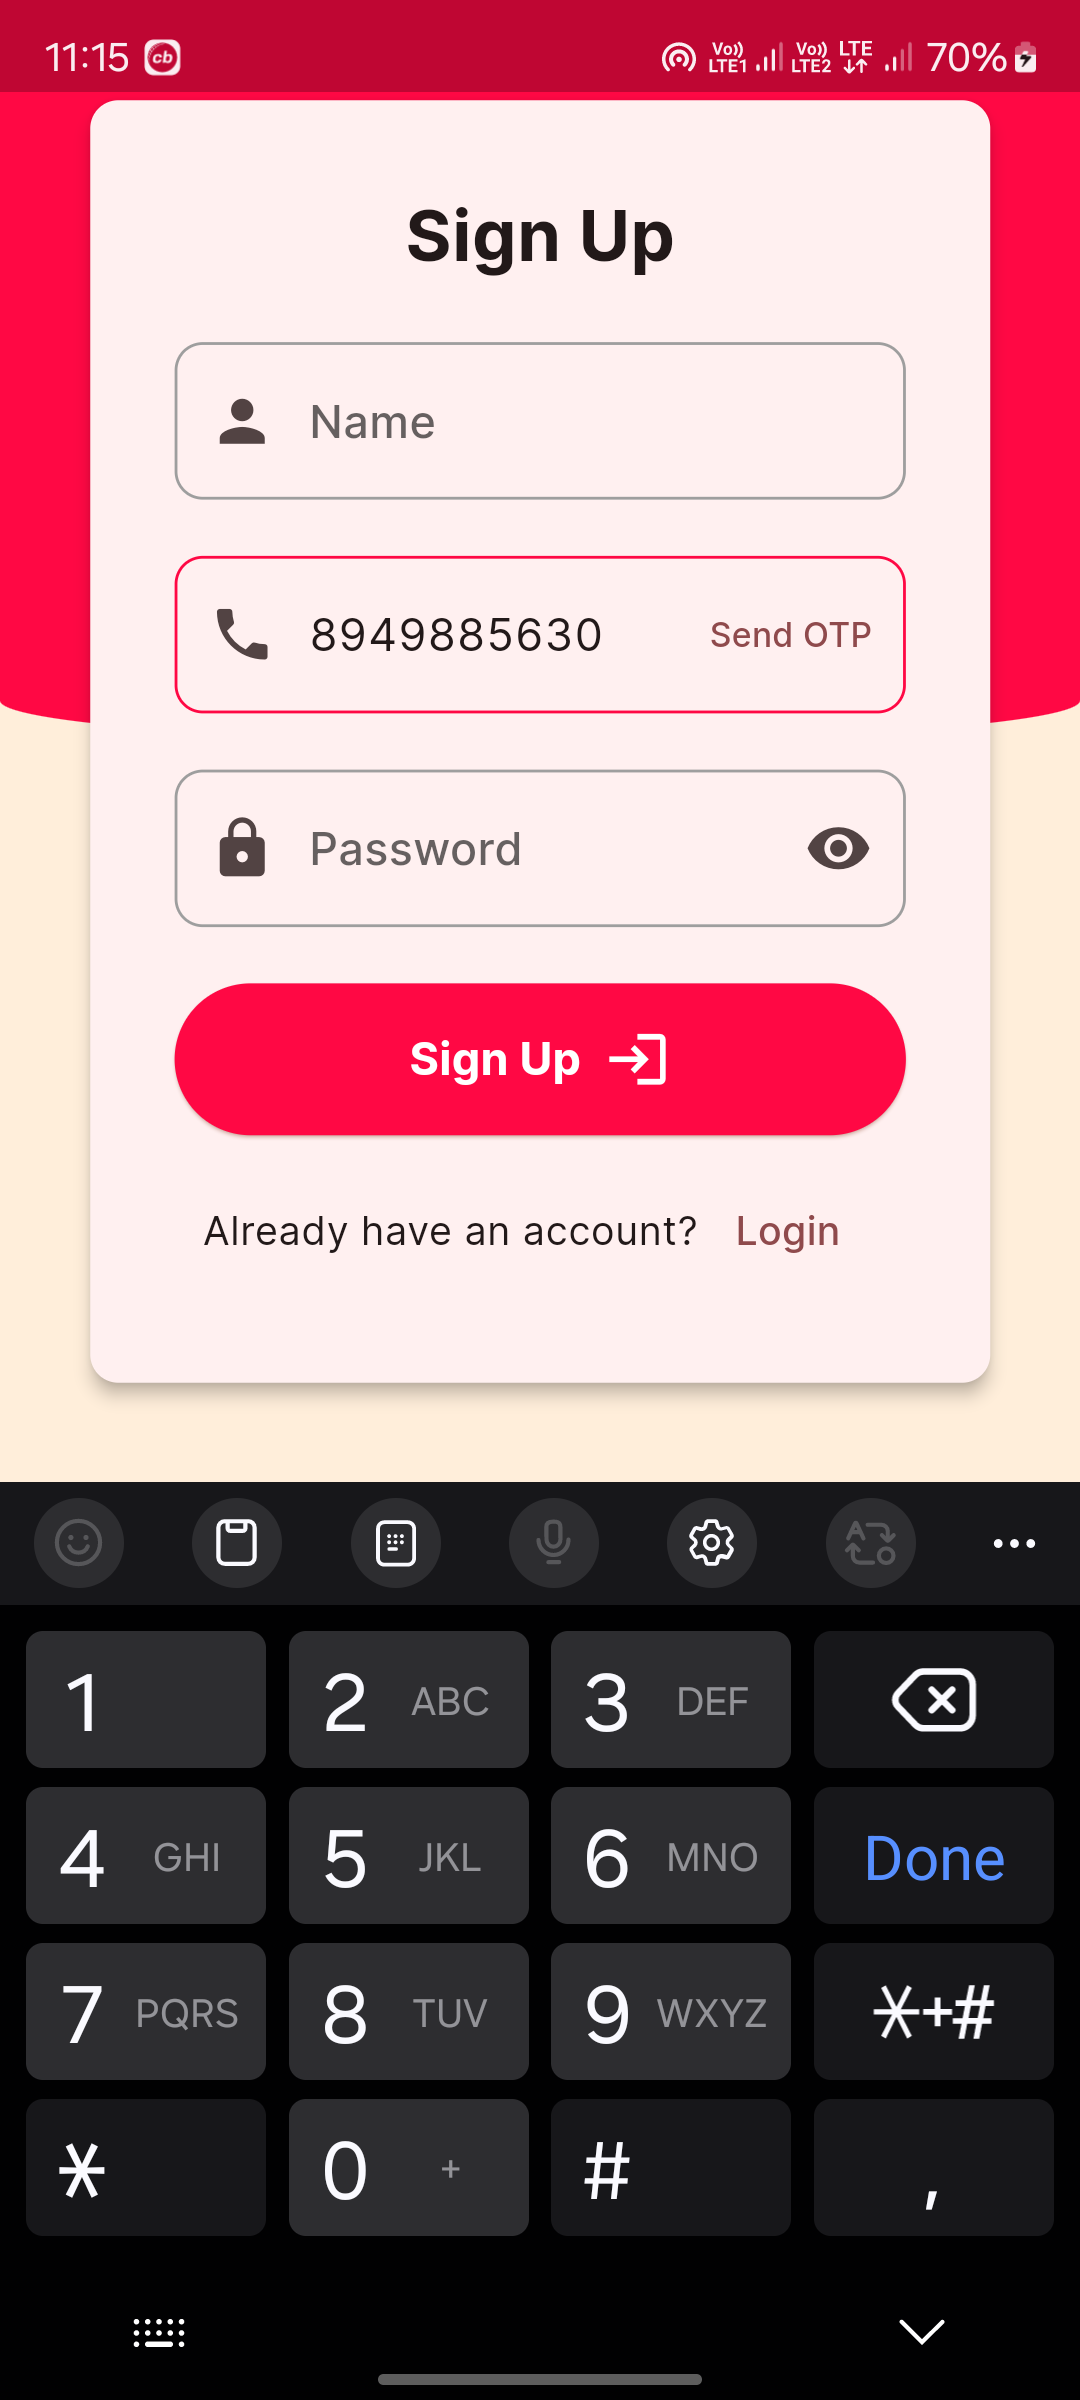 11:15 cb Vo)) LTE1 Vo)) LTE2 LTE 70%
Sign Up
Name
8949885630 Send OTP
Password
Sign Up
Already have an account? Login
1 2 ABC 3 DEF
4 GHI 5 JKL 6 MNO Done
7 PQRS 8 TUV 9 WXYZ *+#
* 0 + # ,